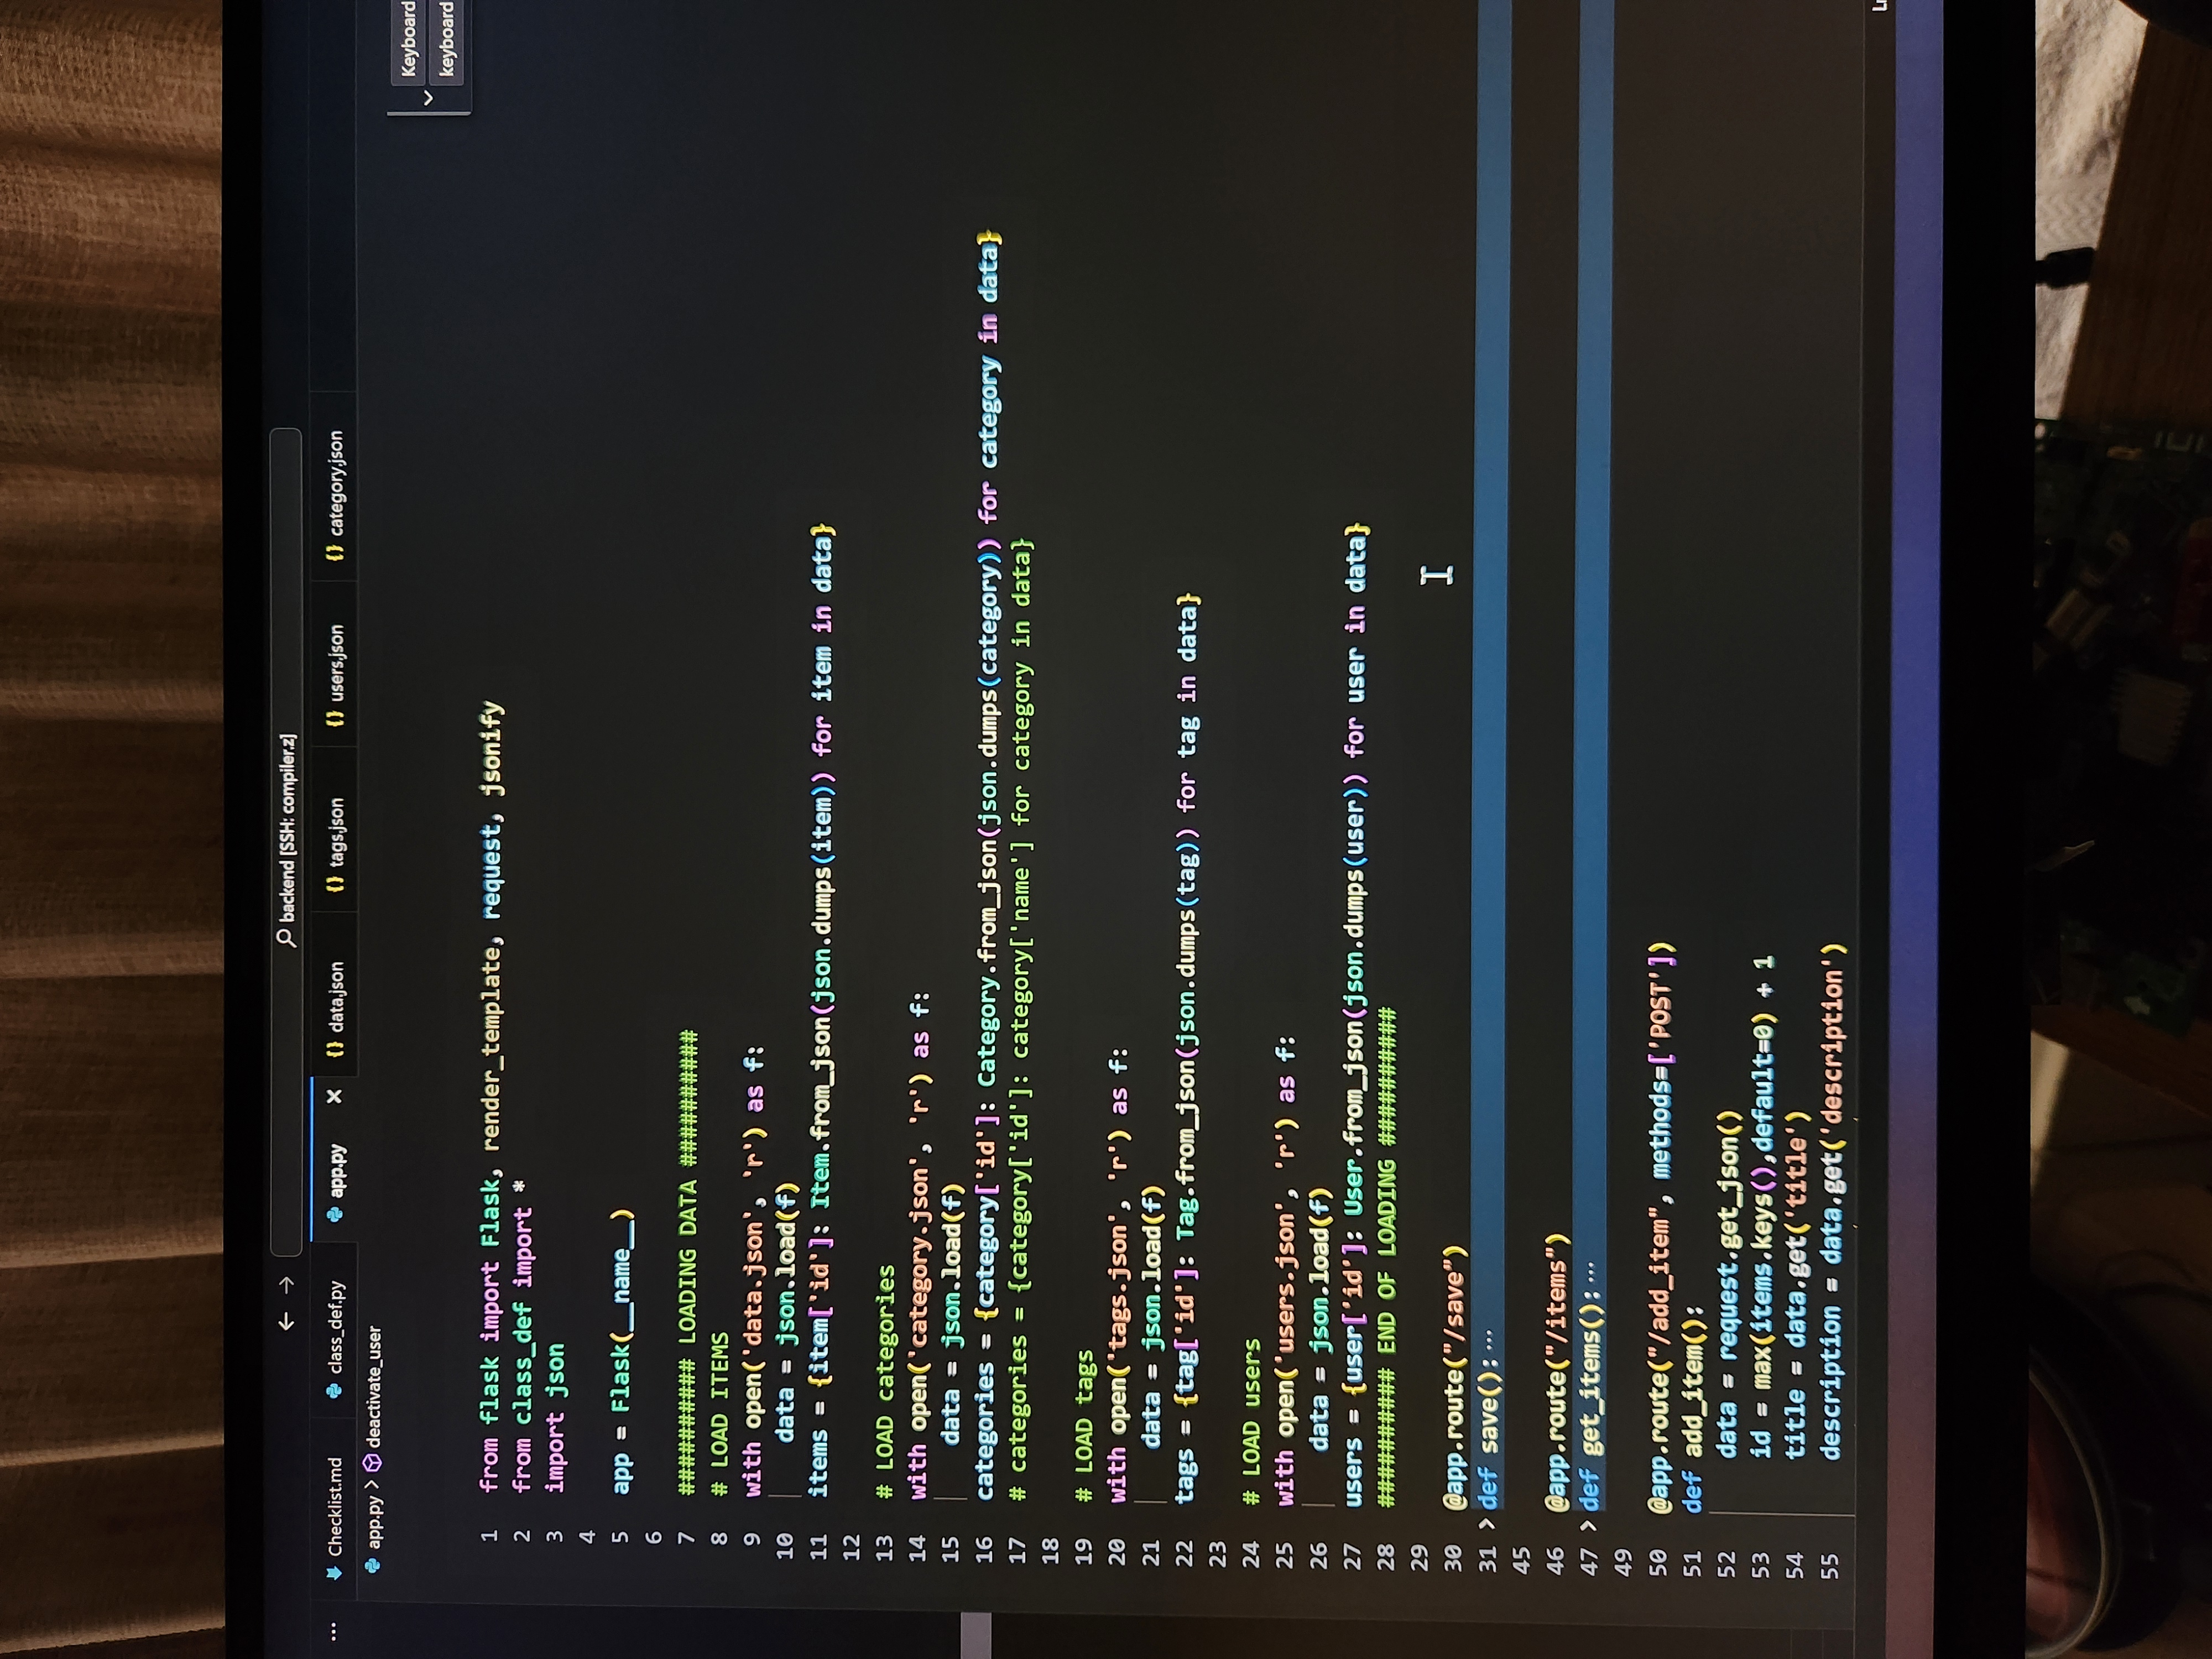 backend [SSH: compiler.z]
Checklist.md class_def.py app.py data.json tags.json users.json category.json
app.py > deactivate_user
Keyboard
keyboard
1 from flask import Flask, render_template, request, jsonify
2 from class_def import *
3 import json
4
5 app = Flask(__name__)
6
7 ########## LOADING DATA ##########
8 # LOAD ITEMS
9 with open('data.json', 'r') as f:
10     data = json.load(f)
11 items = {item['id']: Item.from_json(json.dumps(item)) for item in data}
12
13 # LOAD categories
14 with open('category.json', 'r') as f:
15     data = json.load(f)
16 categories = {category['id']: Category.from_json(json.dumps(category)) for category in data}
17 # categories = {category['id']: category['name'] for category in data}
18
19 # LOAD tags
20 with open('tags.json', 'r') as f:
21     data = json.load(f)
22 tags = {tag['id']: Tag.from_json(json.dumps(tag)) for tag in data}
23
24 # LOAD users
25 with open('users.json', 'r') as f:
26     data = json.load(f)
27 users = {user['id']: User.from_json(json.dumps(user)) for user in data}
28 ########## END OF LOADING ##########
29
30 @app.route("/save")
31 > def save(): ...
45
46 @app.route("/items")
47 > def get_items(): ...
49
50 @app.route("/add_item", methods=['POST'])
51 def add_item():
52     data = request.get_json()
53     id = max(items.keys(),default=0) + 1
54     title = data.get('title')
55     description = data.get('description')